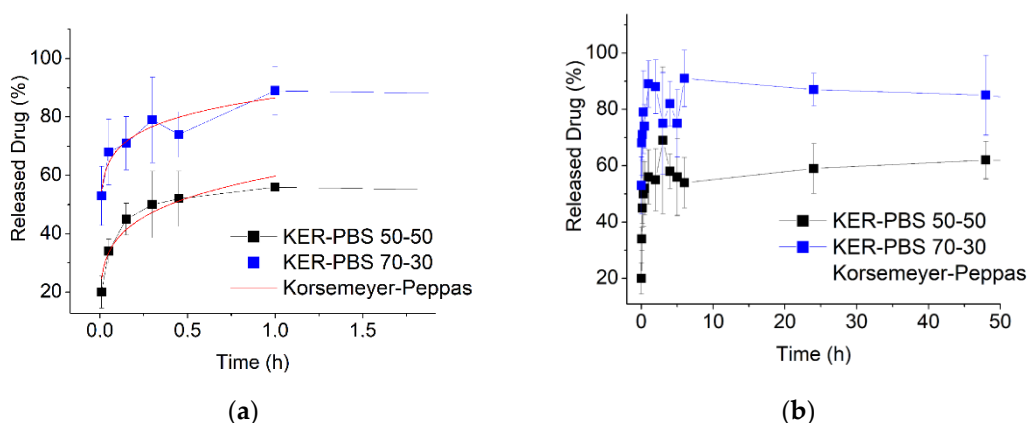 Released Drug (%)
100
80
60
40
20
0.0
0.5
1.0
1.5
Time (h)
KER-PBS 50-50
KER-PBS 70-30
Korsemeyer-Peppas
(a)
Released Drug (%)
100
80
60
40
20
0
10
20
30
40
50
Time (h)
KER-PBS 50-50
KER-PBS 70-30
Korsemeyer-Peppas
(b)